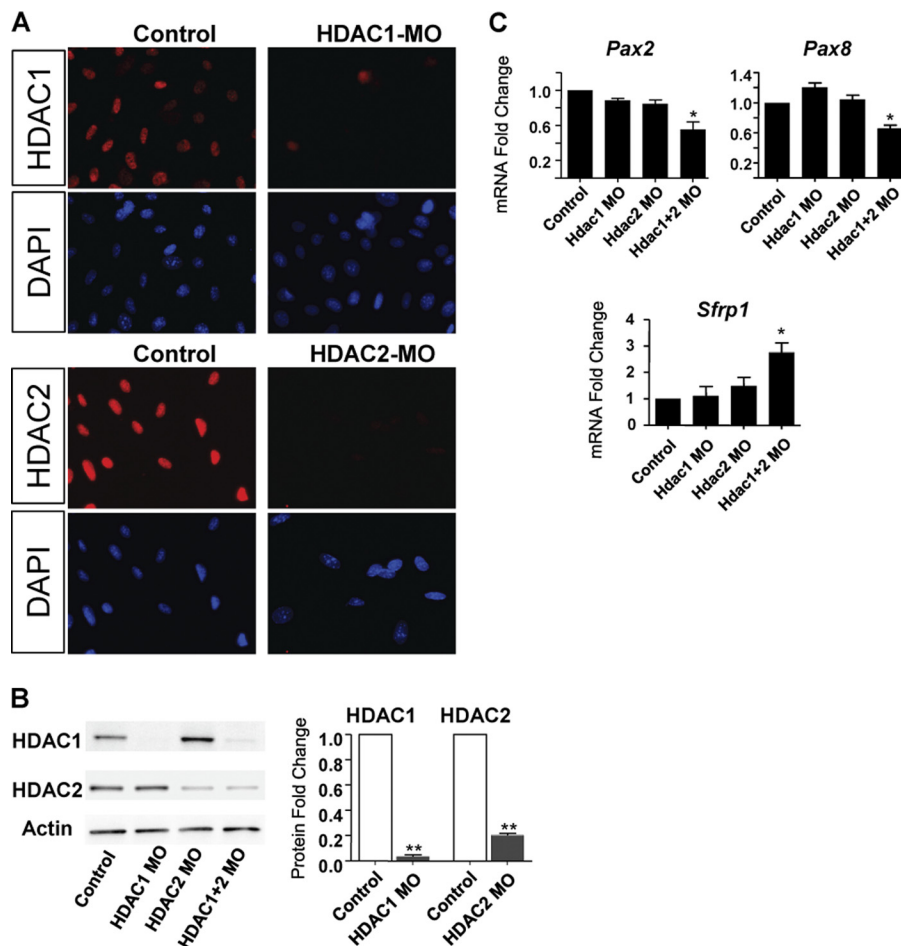 A
Control
HDAC1-MO
HDAC1
DAPI
Control
HDAC2-MO
HDAC2
DAPI
B
HDAC1
HDAC2
Actin
Control
HDAC1 MO
HDAC2 MO
HDAC1+2 MO
HDAC1 HDAC2
Protein Fold Change
1.0
0.8
0.6
0.4
0.2
0.0
**
**
Control
HDAC1 MO
Control
HDAC2 MO
C
Pax2
mRNA Fold Change
1.0
0.6
0.2
*
Control
Hdac1 MO
Hdac2 MO
Hdac1+2 MO
Pax8
1.4
1.0
0.6
0.2
*
Control
Hdac1 MO
Hdac2 MO
Hdac1+2 MO
Sfrp1
mRNA Fold Change
4
3
2
1
0
*
Control
Hdac1 MO
Hdac2 MO
Hdac1+2 MO